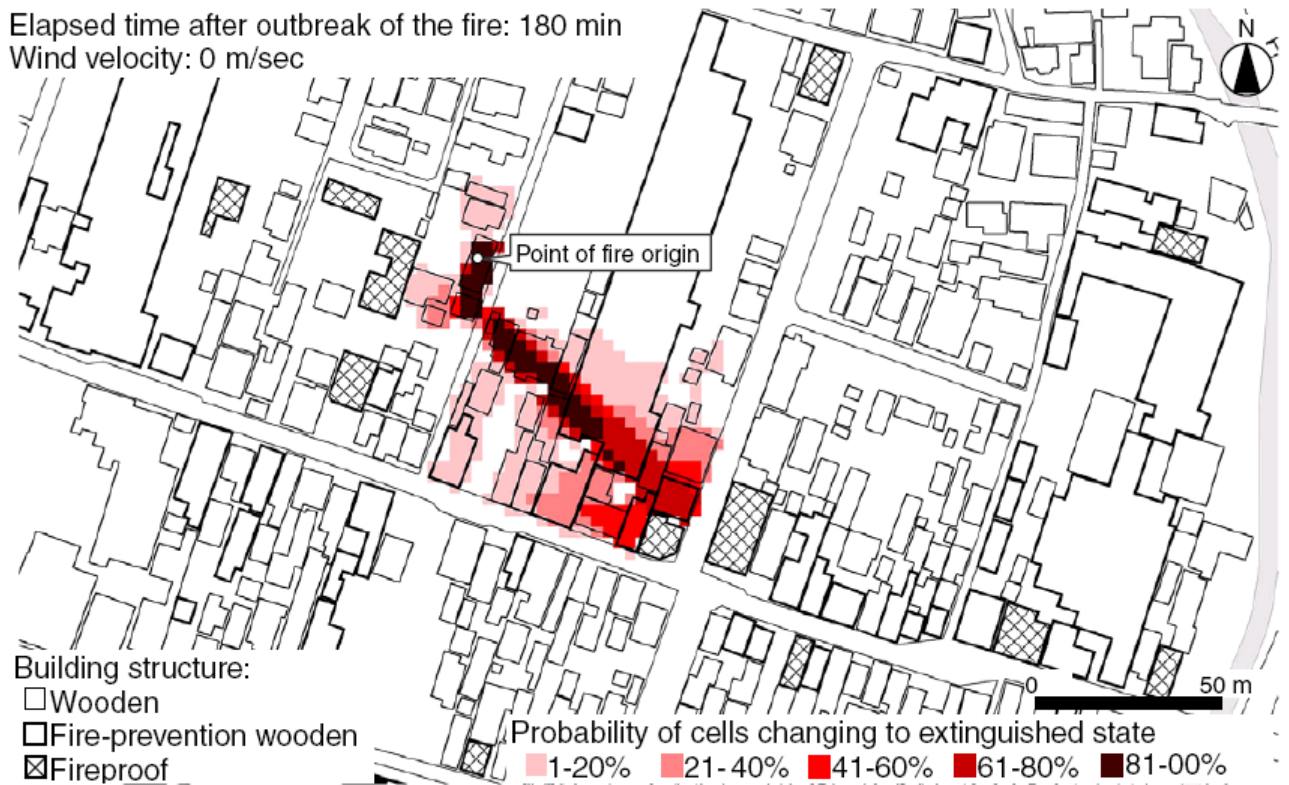 Elapsed time after outbreak of the fire: 180 min
Wind velocity: 0 m/sec
N
Point of fire origin
Building structure:
Wooden
Fire-prevention wooden
Fireproof
0 50 m
Probability of cells changing to extinguished state
1-20% 21-40% 41-60% 61-80% 81-00%